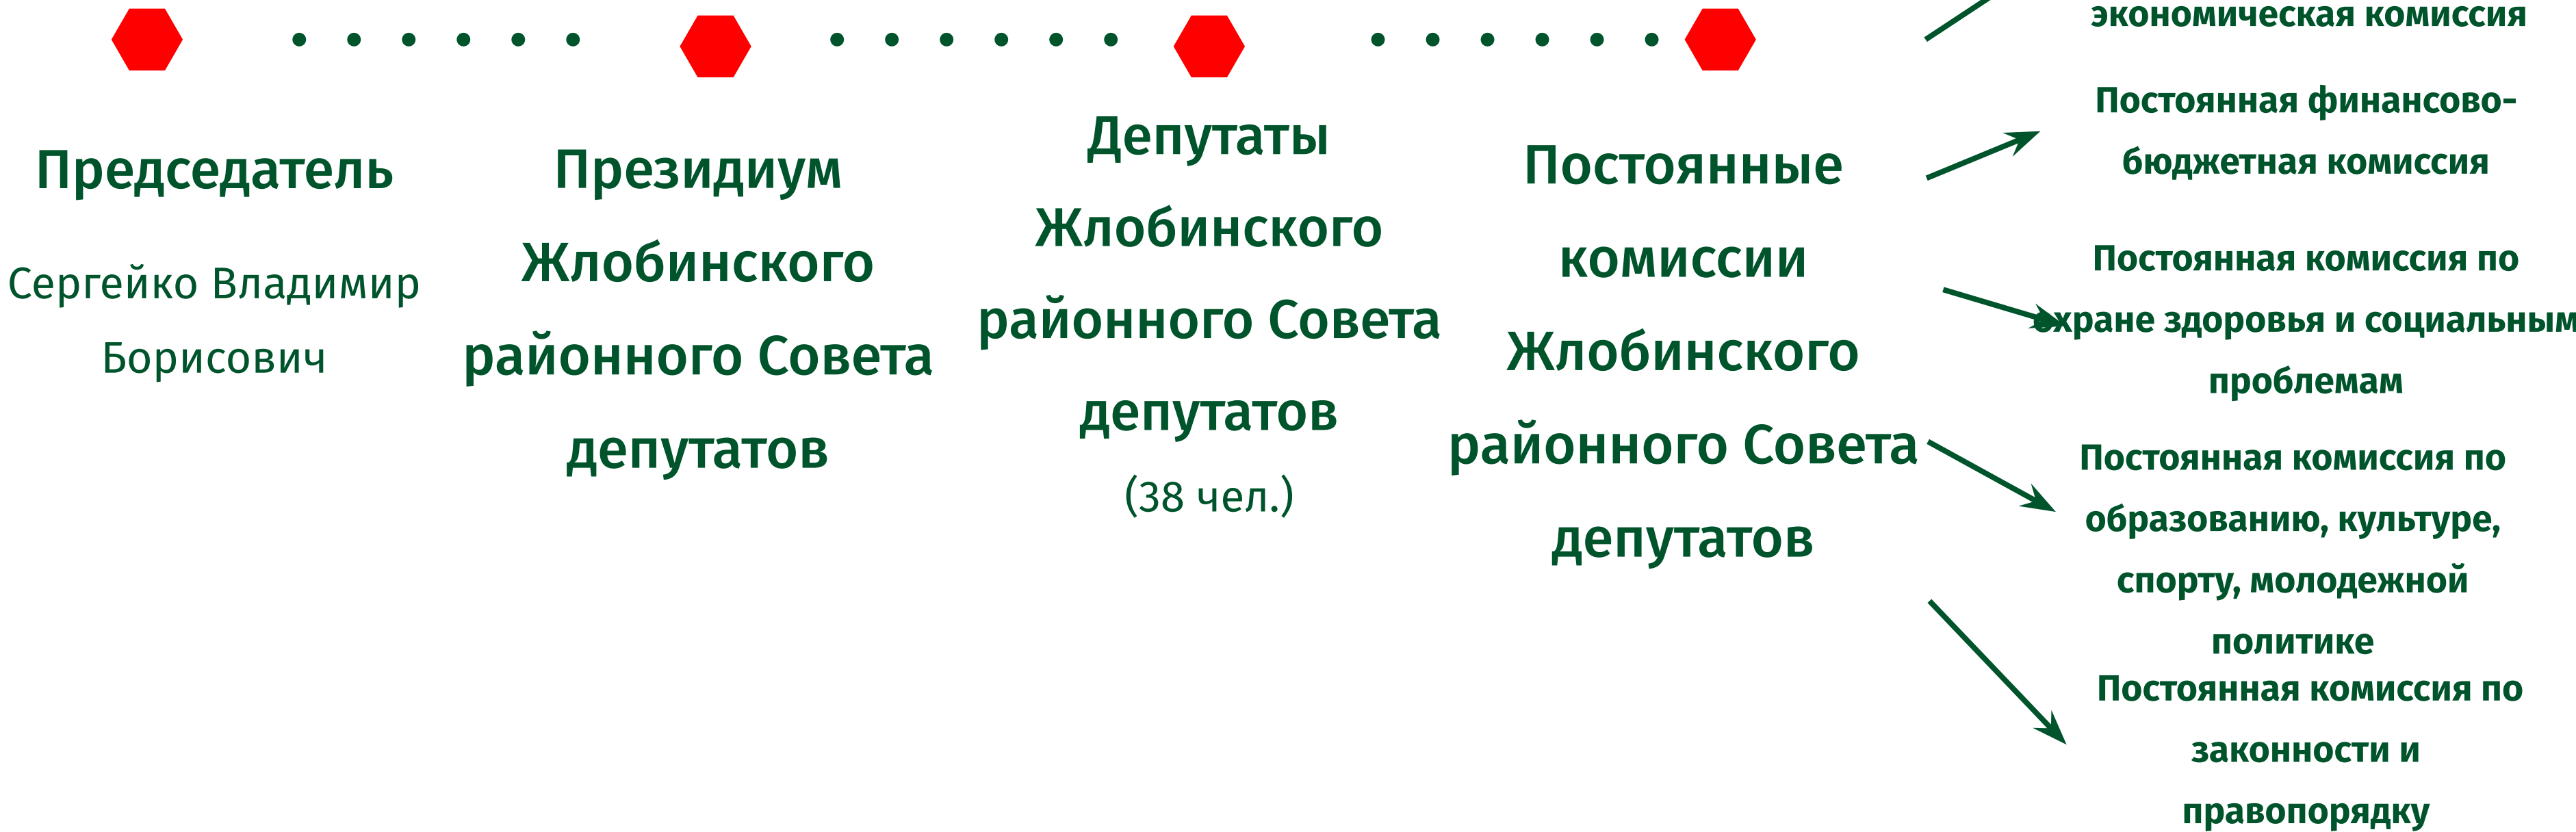 Председатель
Сергейко Владимир
Борисович
Президиум
Жлобинского
районного Совета
депутатов
Депутаты
Жлобинского
районного Совета
депутатов
(38 чел.)
Постоянные
комиссии
Жлобинского
районного Совета
депутатов
экономическая комиссия
Постоянная финансово-
бюджетная комиссия
Постоянная комиссия по
охране здоровья и социальным
проблемам
Постоянная комиссия по
образованию, культуре,
спорту, молодежной
политике
Постоянная комиссия по
законности и
правопорядку